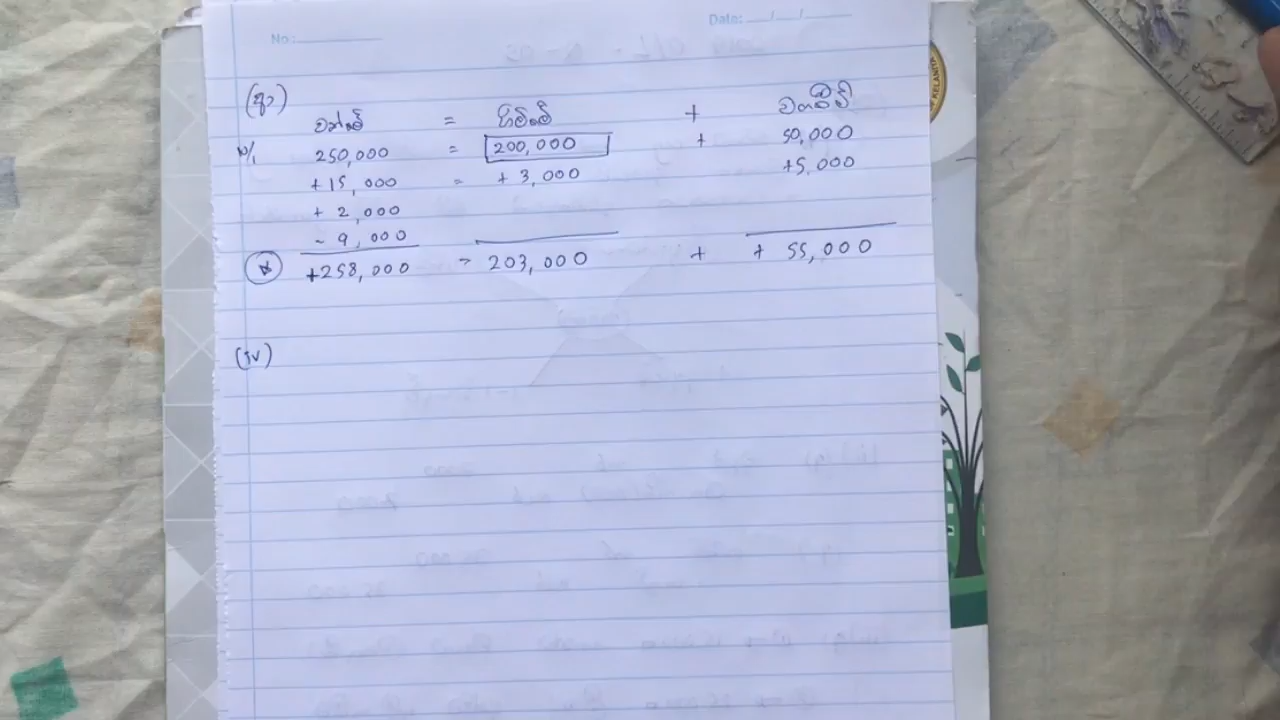 No: Date: / /
(ආ)
වත්කම් = හිමිකම් + වගකීම්
250,000 = 200,000 + 50,000
+15,000 = + 3,000 +5,000
+ 2,000
- 9,000
+258,000 = 203,000 + + 55,000
(iv)